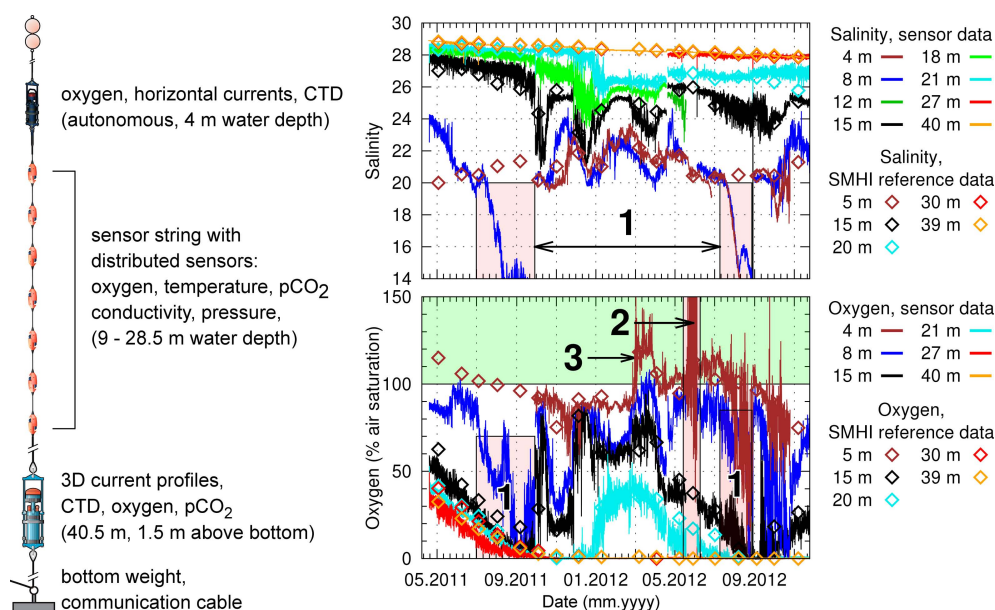 oxygen, horizontal currents, CTD
(autonomous, 4 m water depth)
sensor string with
distributed sensors:
oxygen, temperature, pCO2
conductivity, pressure,
(9 - 28.5 m water depth)
3D current profiles,
CTD, oxygen, pCO2
(40.5 m, 1.5 m above bottom)
bottom weight,
communication cable
30
28
26
24
22
20
18
16
14
Salinity
1
150
100
50
0
Oxygen (% air saturation)
2
3
1
1
05.2011
09.2011
01.2012
05.2012
09.2012
Date (mm.yyyy)
Salinity, sensor data
4 m 18 m
8 m 21 m
12 m 27 m
15 m 40 m
Salinity,
SMHI reference data
5 m 30 m
15 m 39 m
20 m
Oxygen, sensor data
4 m 21 m
8 m 27 m
15 m 40 m
Oxygen,
SMHI reference data
5 m 30 m
15 m 39 m
20 m